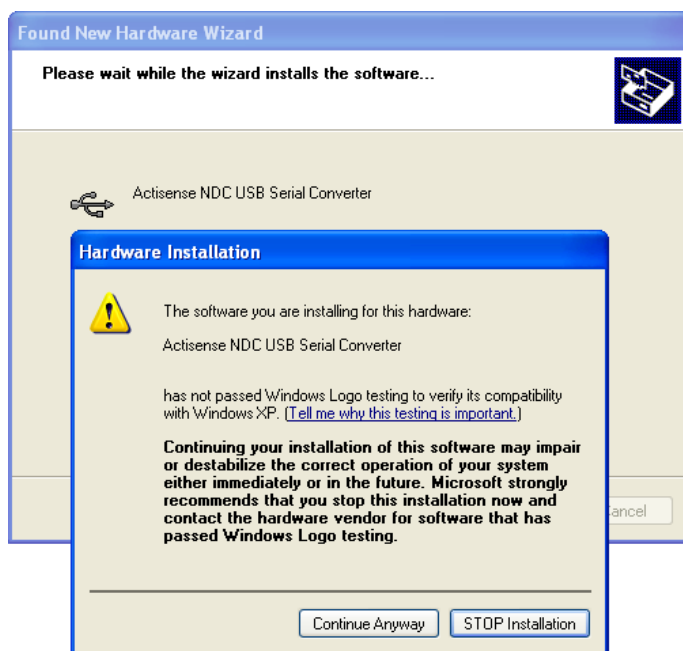 Found New Hardware Wizard
Please wait while the wizard installs the software...
Actisense NDC USB Serial Converter
Hardware Installation
The software you are installing for this hardware:
Actisense NDC USB Serial Converter
has not passed Windows Logo testing to verify its compatibility
with Windows XP. (Tell me why this testing is important.)
Continuing your installation of this software may impair
or destabilize the correct operation of your system
either immediately or in the future. Microsoft strongly
recommends that you stop this installation now and
contact the hardware vendor for software that has
passed Windows Logo testing.
Continue Anyway
STOP Installation